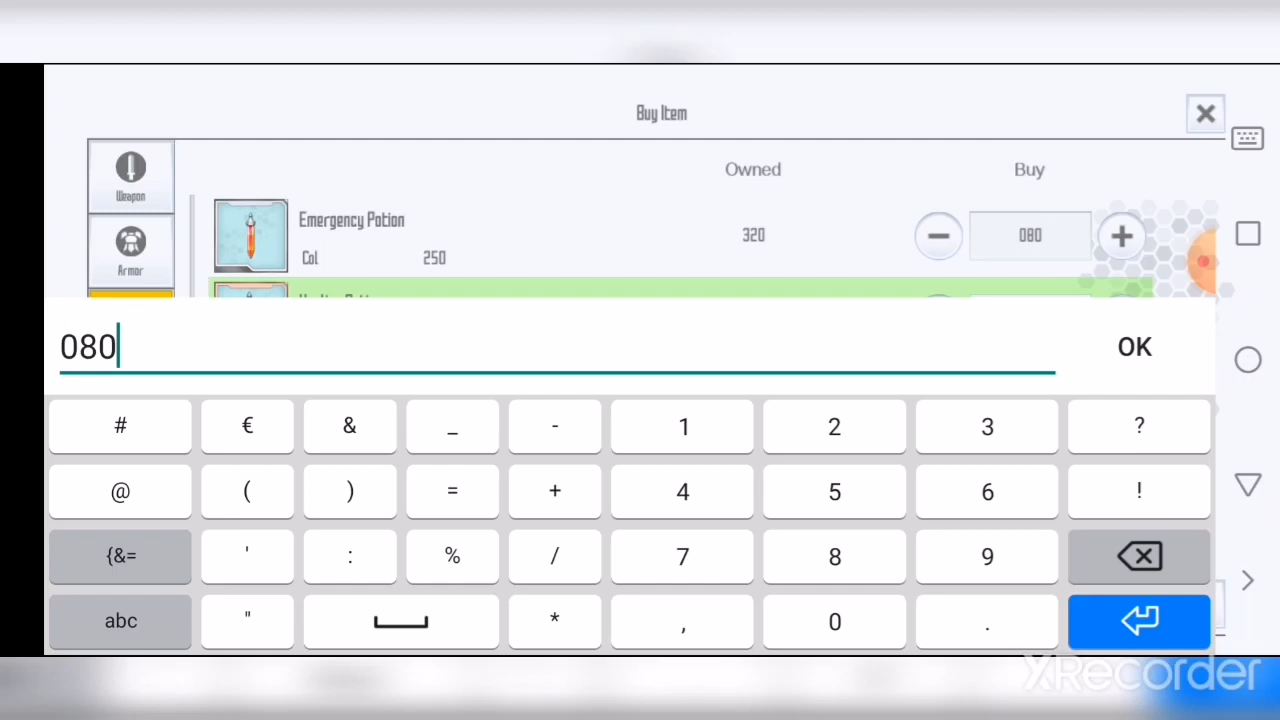 Buy Item
Owned
Buy
Weapon
Armor
Emergency Potion
320
080
Col 250
080
OK
# € & _ - 1 2 3 ?
@ ( ) = + 4 5 6 !
{&= ' : % / 7 8 9
abc " * , 0 .
XRecorder